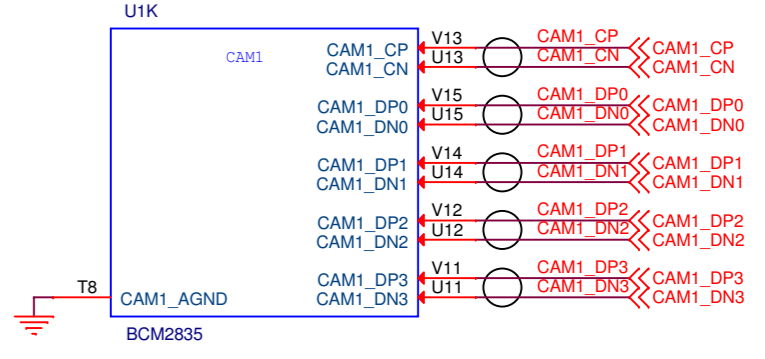 U1K
CAM1
CAM1_CP V13 CAM1_CP CAM1_CP
CAM1_CN U13 CAM1_CN CAM1_CN
CAM1_DP0 V15 CAM1_DP0 CAM1_DP0
CAM1_DN0 U15 CAM1_DN0 CAM1_DN0
CAM1_DP1 V14 CAM1_DP1 CAM1_DP1
CAM1_DN1 U14 CAM1_DN1 CAM1_DN1
CAM1_DP2 V12 CAM1_DP2 CAM1_DP2
CAM1_DN2 U12 CAM1_DN2 CAM1_DN2
CAM1_DP3 V11 CAM1_DP3 CAM1_DP3
T8 CAM1_AGND CAM1_DN3 U11 CAM1_DN3 CAM1_DN3
BCM2835